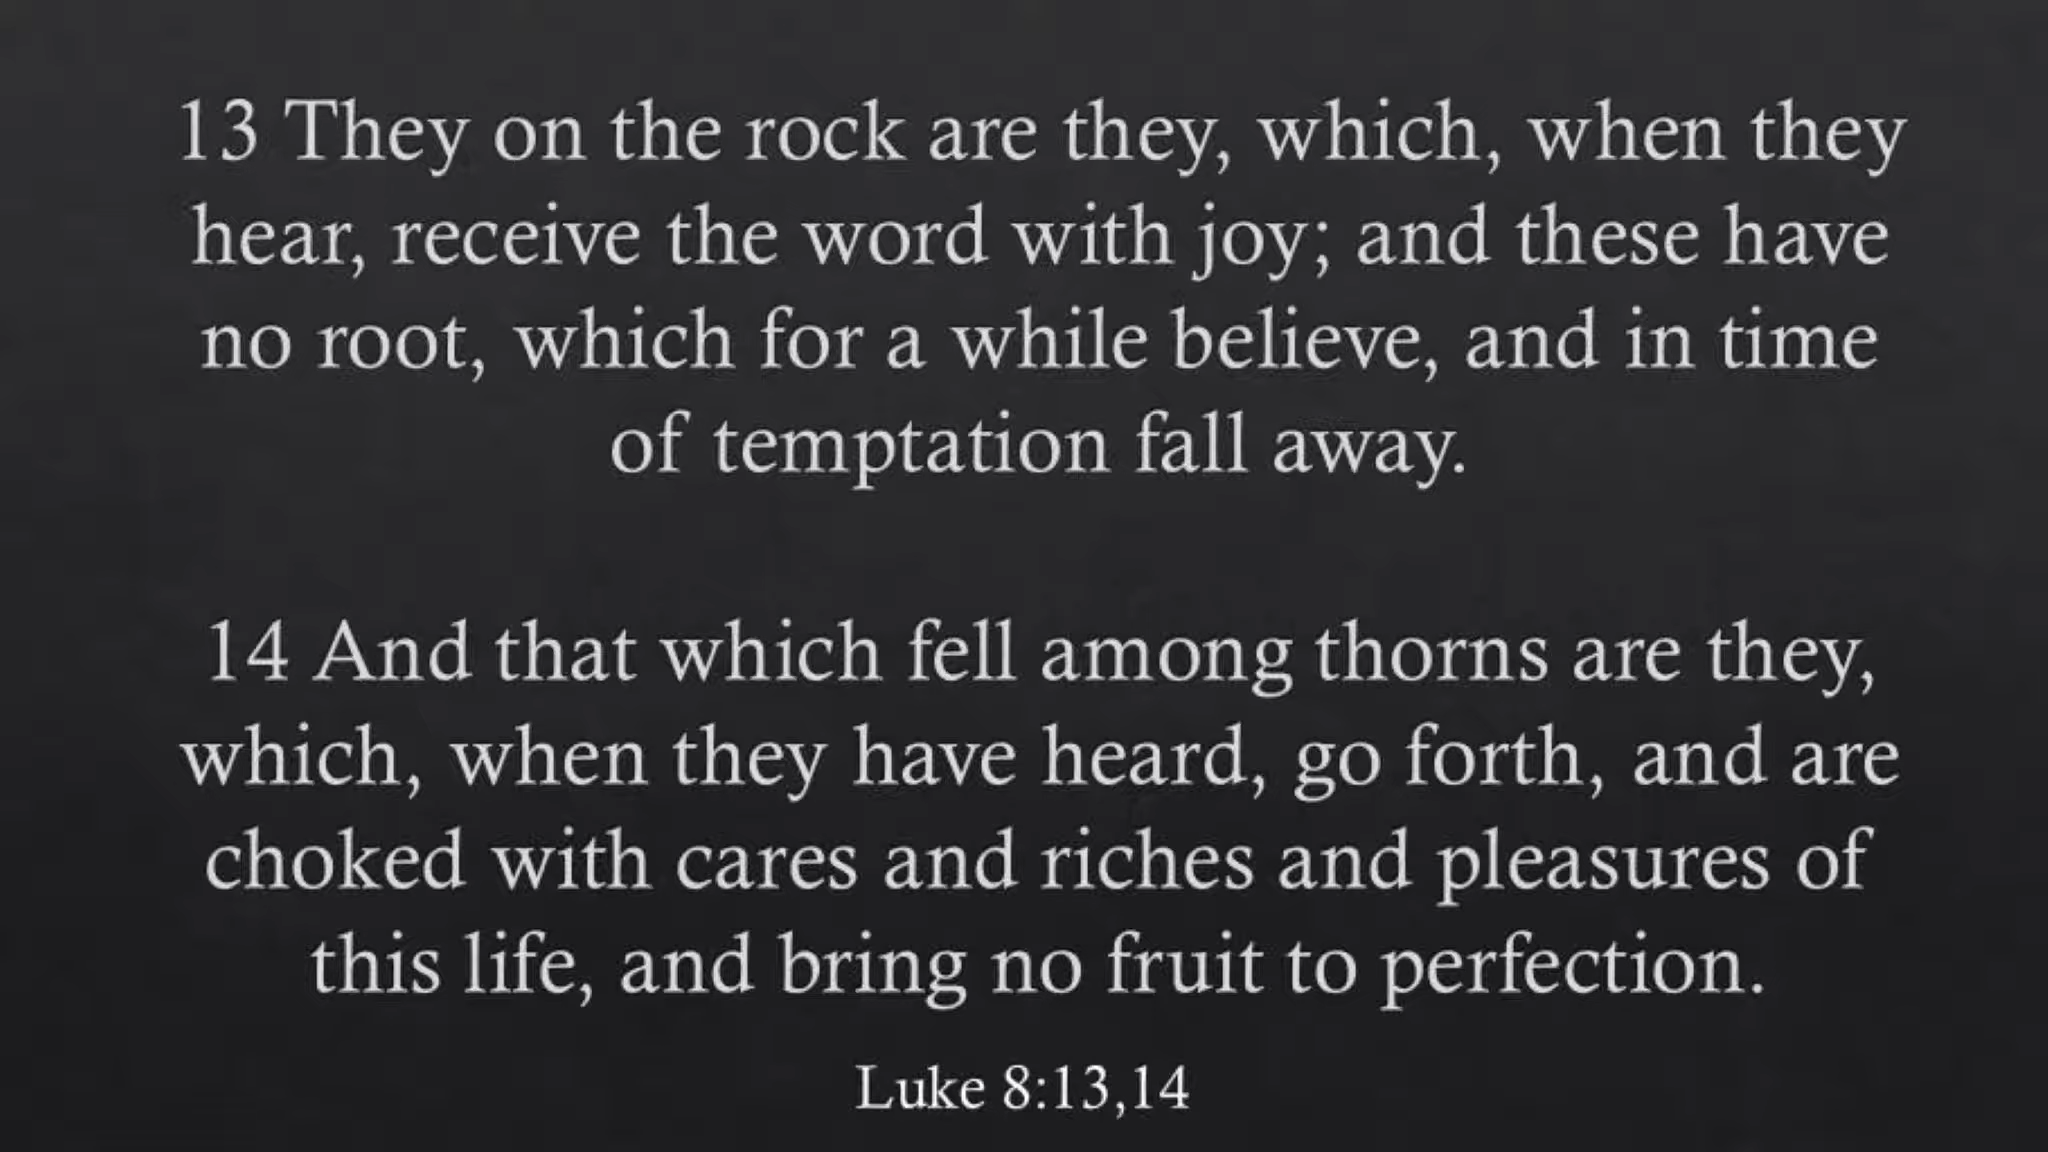 13 They on the rock are they, which, when they
hear, receive the word with joy; and these have
no root, which for a while believe, and in time
of temptation fall away.
14 And that which fell among thorns are they,
which, when they have heard, go forth, and are
choked with cares and riches and pleasures of
this life, and bring no fruit to perfection.
Luke 8:13,14